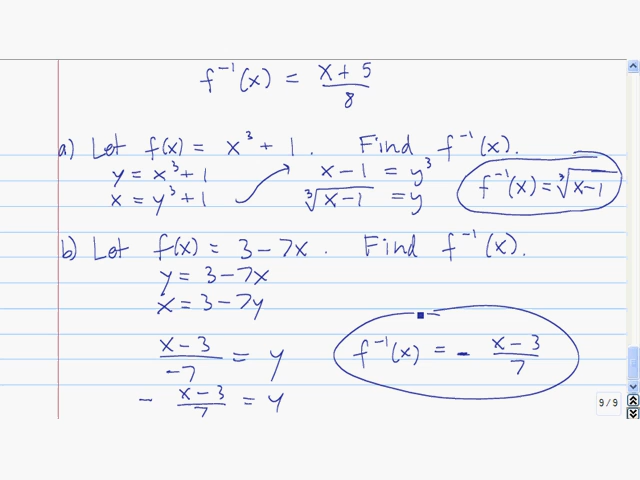 f⁻¹(x) = (x + 5)/8
a) Let f(x) = x³ + 1. Find f⁻¹(x).
y = x³ + 1
x = y³ + 1
x − 1 = y³
∛(x − 1) = y
f⁻¹(x) = ∛(x − 1)
b) Let f(x) = 3 − 7x. Find f⁻¹(x).
y = 3 − 7x
x = 3 − 7y
(x − 3)/−7 = y
− (x − 3)/7 = y
f⁻¹(x) = − (x − 3)/7
9 / 9